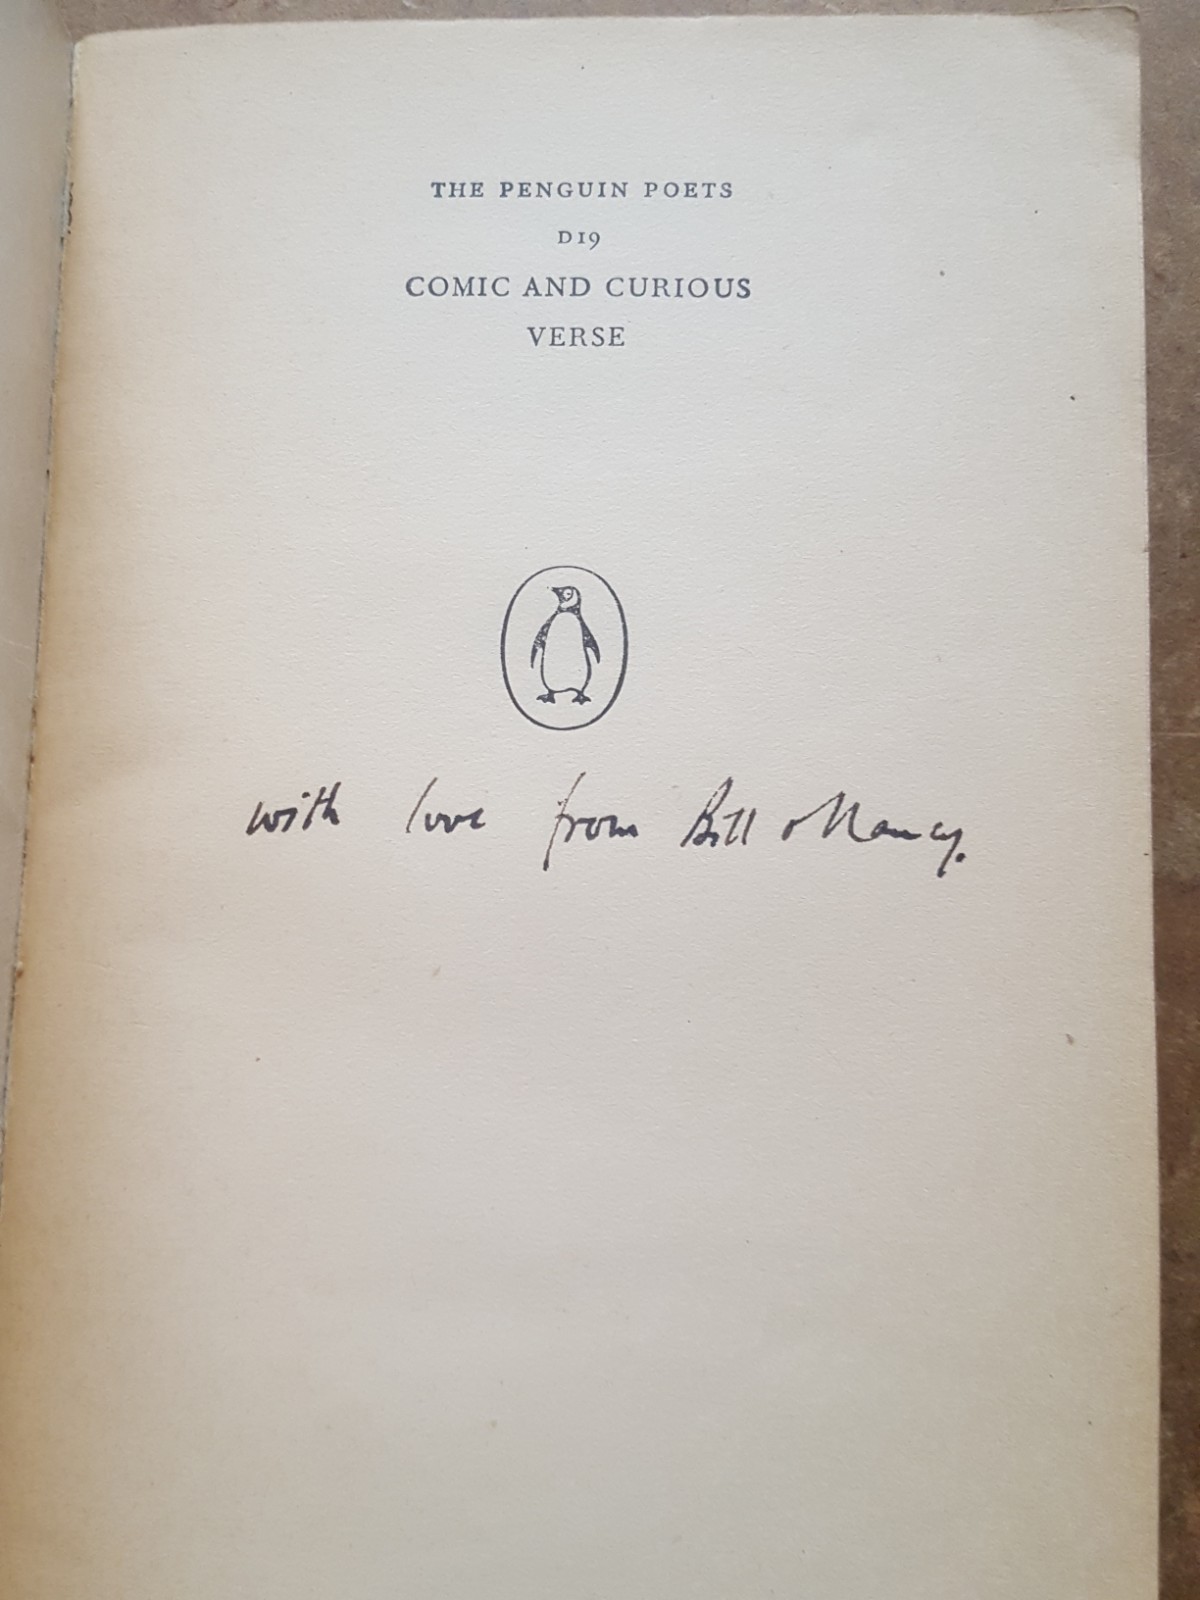 THE PENGUIN POETS
D19
COMIC AND CURIOUS
VERSE
with love from Bill & Nancy.